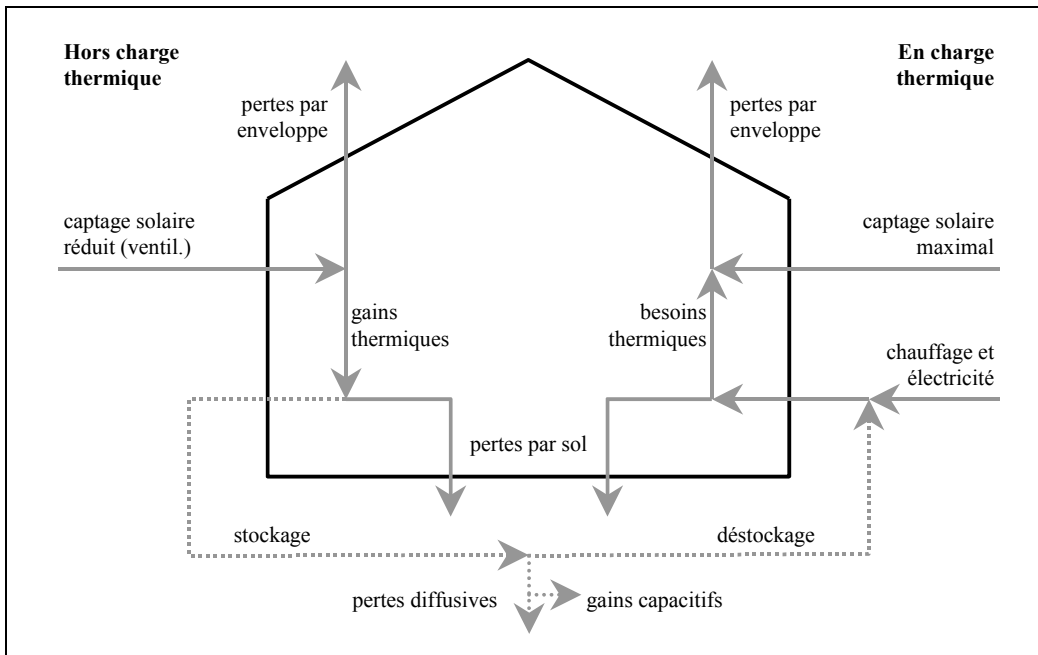 Hors charge
thermique
En charge
thermique
pertes par
enveloppe
pertes par
enveloppe
captage solaire
réduit (ventil.)
captage solaire
maximal
gains
thermiques
besoins
thermiques
chauffage et
électricité
pertes par sol
stockage
déstockage
pertes diffusives
gains capacitifs